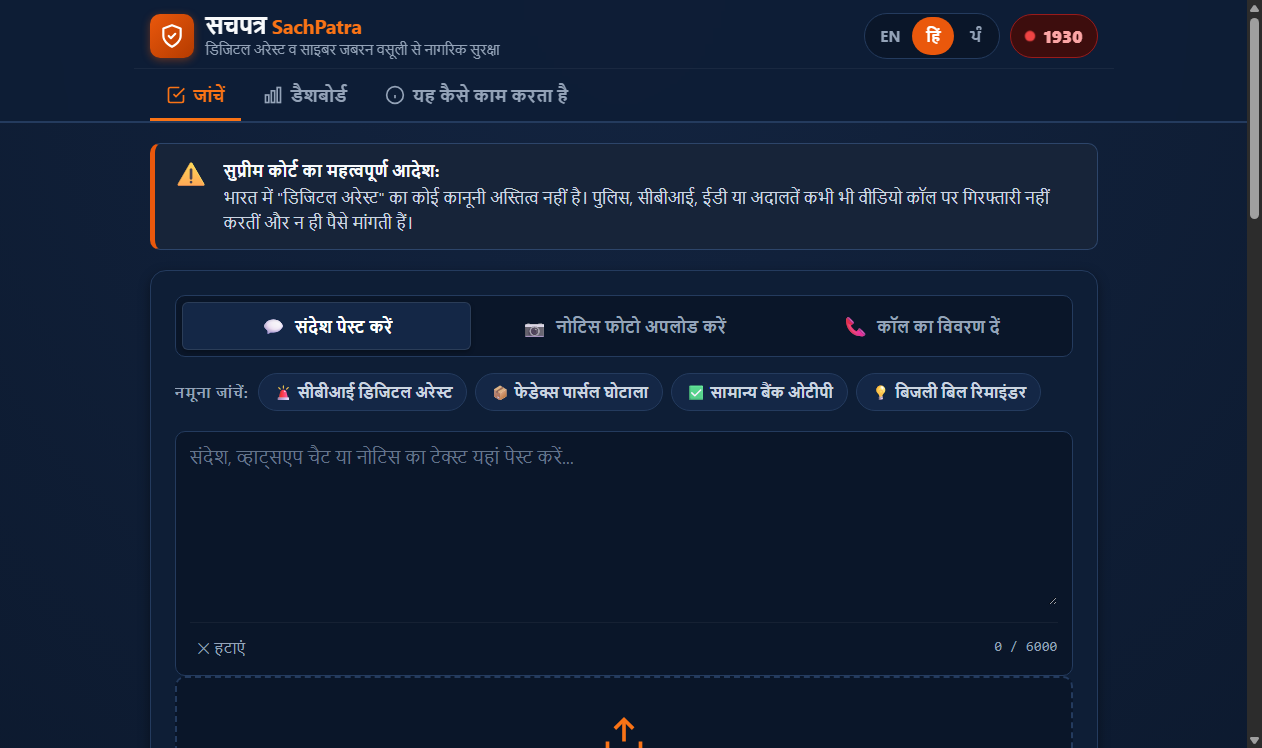 सचपत्र SachPatra
डिजिटल अरेस्ट व साइबर जबरन वसूली से नागरिक सुरक्षा
EN हिं ਪੰ 1930
जांचें डैशबोर्ड यह कैसे काम करता है
सुप्रीम कोर्ट का महत्वपूर्ण आदेश:
भारत में "डिजिटल अरेस्ट" का कोई कानूनी अस्तित्व नहीं है। पुलिस, सीबीआई, ईडी या अदालतें कभी भी वीडियो कॉल पर गिरफ्तारी नहीं
करतीं और न ही पैसे मांगती हैं।
संदेश पेस्ट करें नोटिस फोटो अपलोड करें कॉल का विवरण दें
नमूना जांचें: सीबीआई डिजिटल अरेस्ट फेडेक्स पार्सल घोटाला सामान्य बैंक ओटीपी बिजली बिल रिमाइंडर
संदेश, व्हाट्सएप चैट या नोटिस का टेक्स्ट यहां पेस्ट करें...
हटाएं 0 / 6000